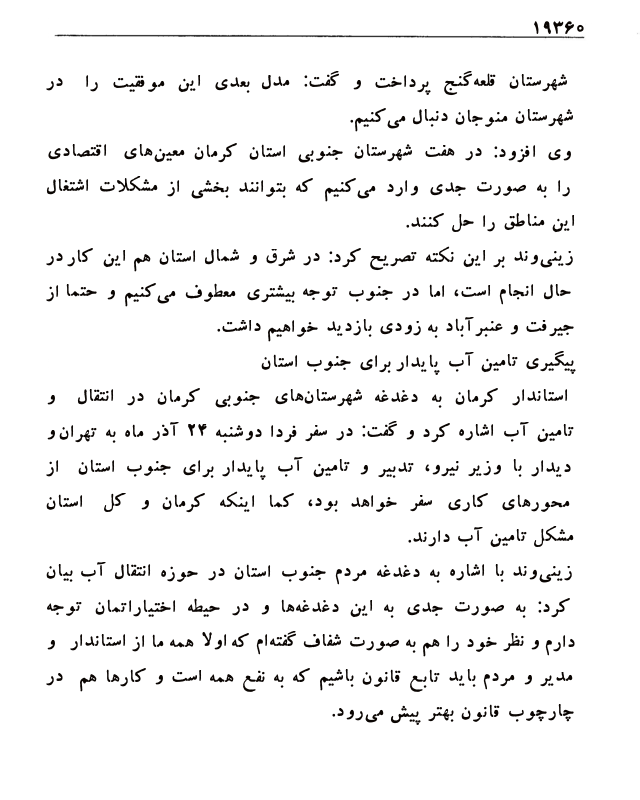 ۱۹۳۶۰
شهرستان قلعه‌گنج پرداخت و گفت: مدل بعدی این موفقیت را در
شهرستان منوجان دنبال می‌کنیم.
وی افزود: در هفت شهرستان جنوبی استان کرمان معین‌های اقتصادی
را به صورت جدی وارد می‌کنیم که بتوانند بخشی از مشکلات اشتغال
این مناطق را حل کنند.
زینی‌وند بر این نکته تصریح کرد: در شرق و شمال استان هم این کار در
حال انجام است، اما در جنوب توجه بیشتری معطوف می‌کنیم و حتما از
جیرفت و عنبرآباد به زودی بازدید خواهیم داشت.
پیگیری تامین آب پایدار برای جنوب استان
استاندار کرمان به دغدغه شهرستان‌های جنوبی کرمان در انتقال و
تامین آب اشاره کرد و گفت: در سفر فردا دوشنبه ۲۴ آذر ماه به تهران و
دیدار با وزیر نیرو، تدبیر و تامین آب پایدار برای جنوب استان از
محورهای کاری سفر خواهد بود، کما اینکه کرمان و کل استان
مشکل تامین آب دارند.
زینی‌وند با اشاره به دغدغه مردم جنوب استان در حوزه انتقال آب بیان
کرد: به صورت جدی به این دغدغه‌ها و در حیطه اختیاراتمان توجه
دارم و نظر خود را هم به صورت شفاف گفته‌ام که اولا همه ما از استاندار و
مدیر و مردم باید تابع قانون باشیم که به نفع همه است و کارها هم در
چارچوب قانون بهتر پیش می‌رود.